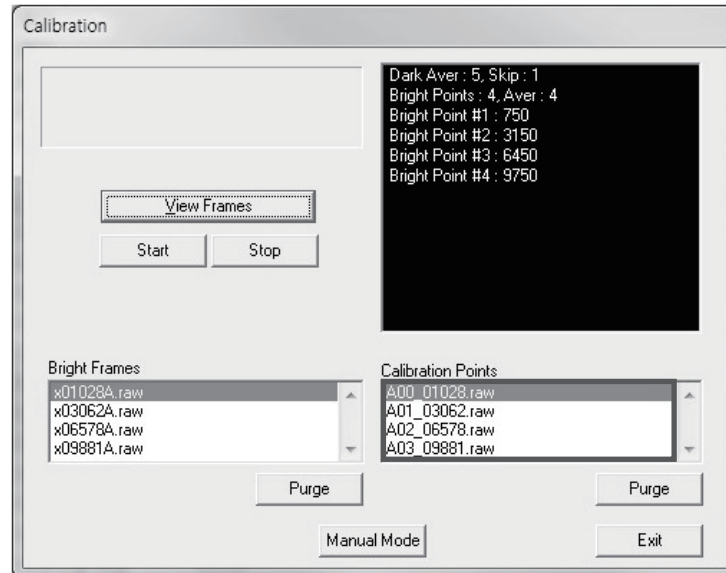 Calibration
Dark Aver : 5, Skip : 1
Bright Points : 4, Aver : 4
Bright Point #1 : 750
Bright Point #2 : 3150
Bright Point #3 : 6450
Bright Point #4 : 9750
View Frames
Start
Stop
Bright Frames
x01028A.raw
x03062A.raw
x06578A.raw
x09881A.raw
Purge
Calibration Points
A00_01028.raw
A01_03062.raw
A02_06578.raw
A03_09881.raw
Purge
Manual Mode
Exit